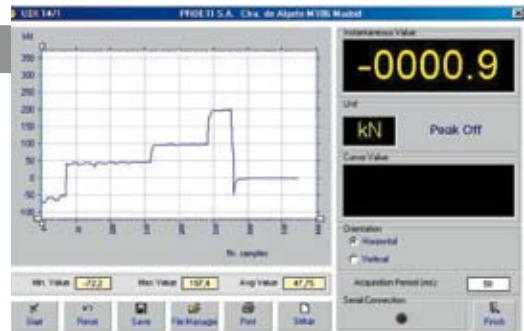 UDI 14/1 PROETI S.A. Ctra. de Algete M106 Madrid
kN
350
300
250
200
150
100
50
0
-50
-100
Nr. samples
Min. Value -72,2 Max Value 197,4 Avg Value 47,75
Start Reset Save File Manager Print Setup
Instantaneous Value
-0000.9
Unit
kN Peak Off
Curve Value
Orientation
Horizontal
Vertical
Acquisition Period (ms) 50
Serial Connection
Finish